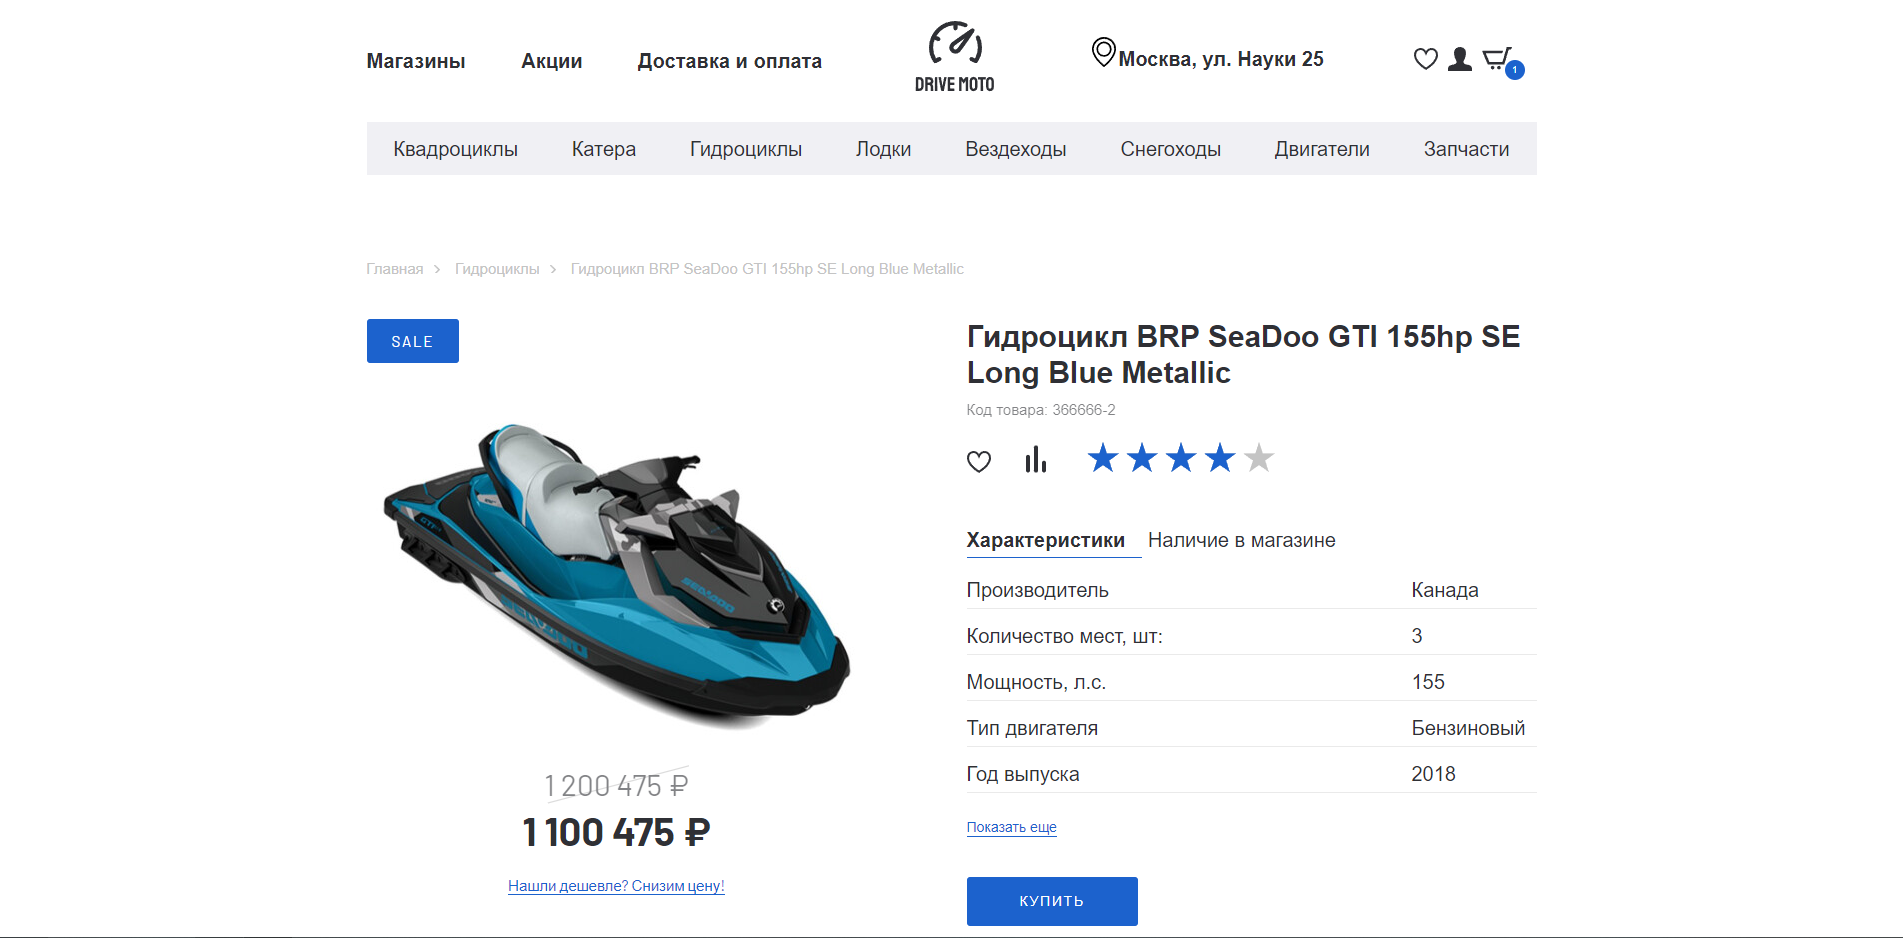 Магазины Акции Доставка и оплата
DRIVE MOTO
Москва, ул. Науки 25
1
Квадроциклы Катера Гидроциклы Лодки Вездеходы Снегоходы Двигатели Запчасти
Главная > Гидроциклы > Гидроцикл BRP SeaDoo GTI 155hp SE Long Blue Metallic
SALE
SEA-DOO
1 200 475 ₽
1 100 475 ₽
Нашли дешевле? Снизим цену!
Гидроцикл BRP SeaDoo GTI 155hp SE
Long Blue Metallic
Код товара: 366666-2
Характеристики Наличие в магазине
Производитель Канада
Количество мест, шт: 3
Мощность, л.с. 155
Тип двигателя Бензиновый
Год выпуска 2018
Показать еще
КУПИТЬ